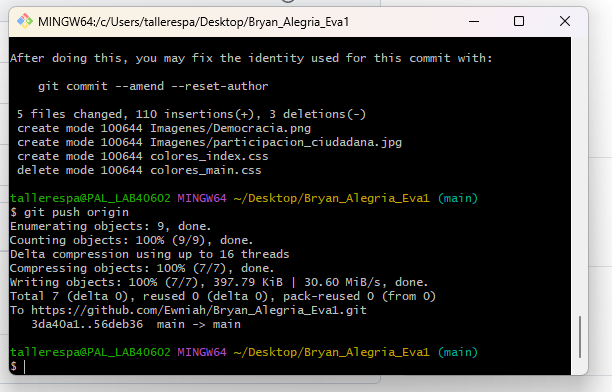 MINGW64:/c/Users/tallerespa/Desktop/Bryan_Alegria_Eva1
After doing this, you may fix the identity used for this commit with:
git commit --amend --reset-author
5 files changed, 110 insertions(+), 3 deletions(-)
create mode 100644 Imagenes/Democracia.png
create mode 100644 Imagenes/participacion_ciudadana.jpg
create mode 100644 colores_index.css
delete mode 100644 colores_main.css
tallerespa@PAL_LAB40602 MINGW64 ~/Desktop/Bryan_Alegria_Eva1 (main)
$ git push origin
Enumerating objects: 9, done.
Counting objects: 100% (9/9), done.
Delta compression using up to 16 threads
Compressing objects: 100% (7/7), done.
Writing objects: 100% (7/7), 397.79 KiB | 30.60 MiB/s, done.
Total 7 (delta 0), reused 0 (delta 0), pack-reused 0 (from 0)
To https://github.com/Ewniah/Bryan_Alegria_Eva1.git
3da40a1..56deb36  main -> main
tallerespa@PAL_LAB40602 MINGW64 ~/Desktop/Bryan_Alegria_Eva1 (main)
$